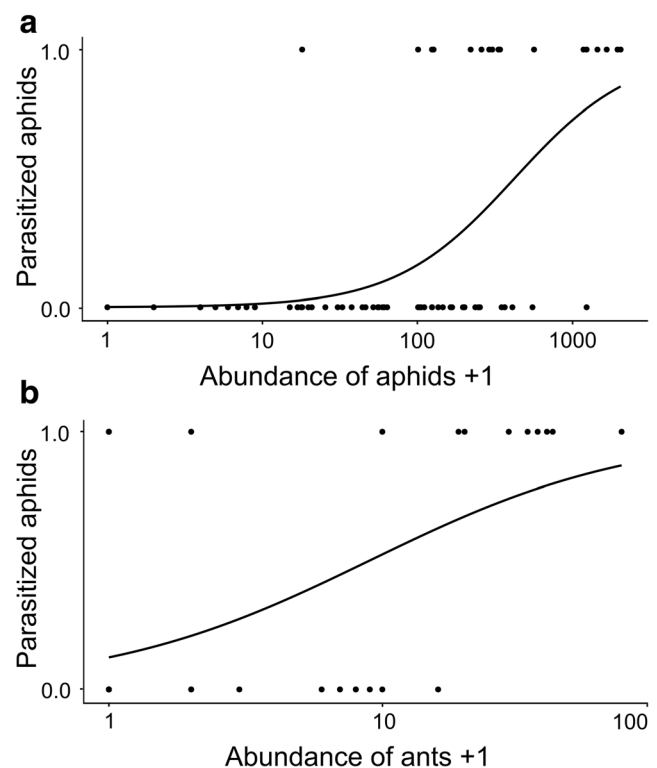 a
1.0
Parasitized aphids
0.0
1 10 100 1000
Abundance of aphids +1
b
1.0
Parasitized aphids
0.0
1 10 100
Abundance of ants +1